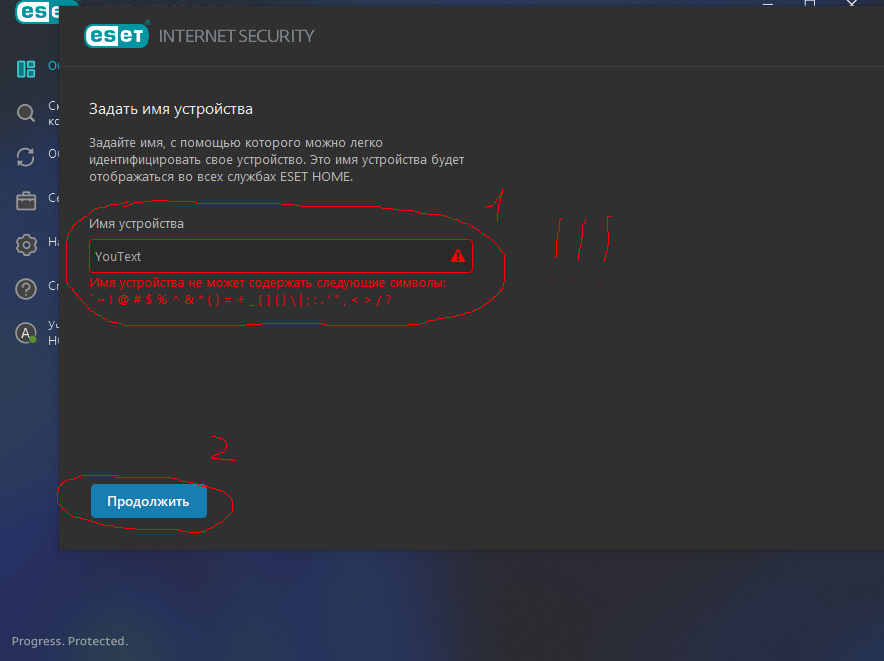 eset
eset® INTERNET SECURITY
Задать имя устройства
Задайте имя, с помощью которого можно легко
идентифицировать свое устройство. Это имя устройства будет
отображаться во всех службах ESET HOME.
1
Имя устройства
YouText
Имя устройства не может содержать следующие символы:
` ~ ! @ # $ % ^ & * ( ) = + _ [ ] { } \ | ; : . ' " , < > / ?
!!!
2
Продолжить
Progress. Protected.